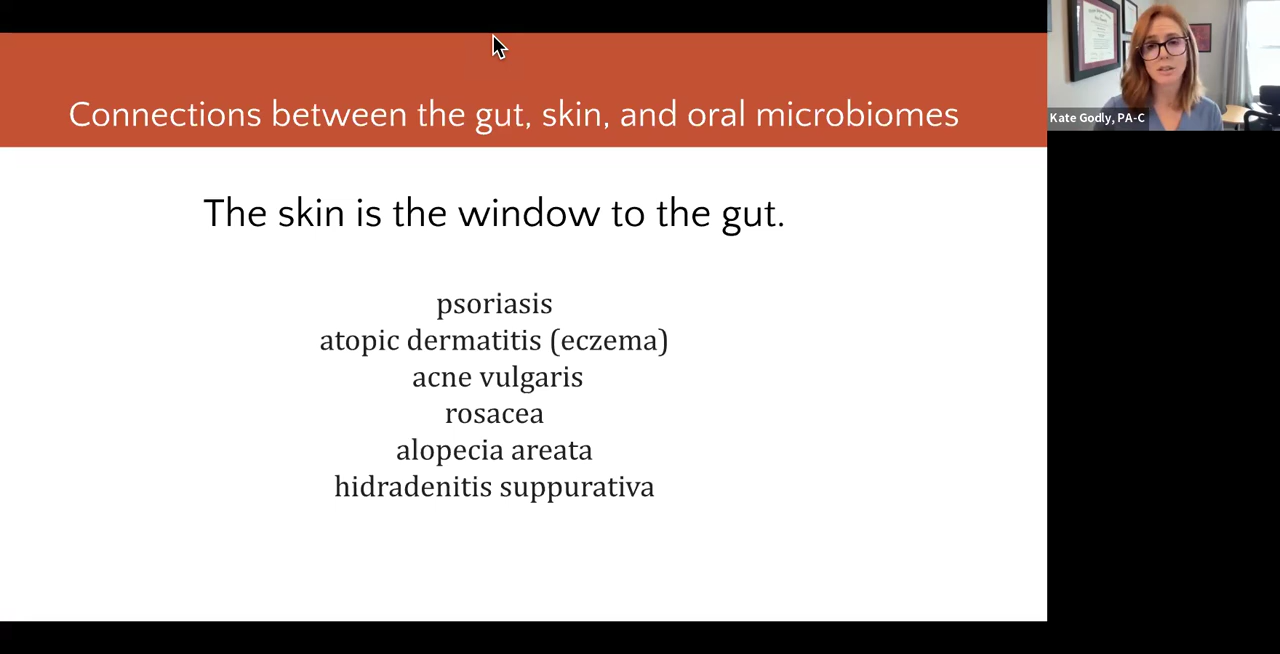 Connections between the gut, skin, and oral microbiomes
Kate Godly, PA-C
The skin is the window to the gut.
psoriasis
atopic dermatitis (eczema)
acne vulgaris
rosacea
alopecia areata
hidradenitis suppurativa